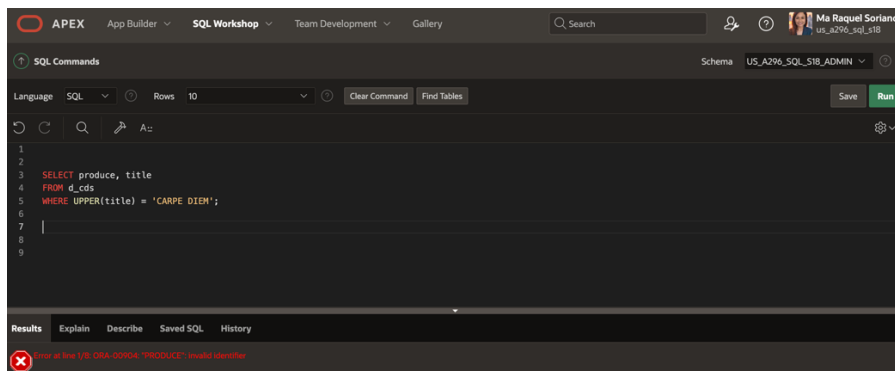 APEX App Builder SQL Workshop Team Development Gallery Search Ma Raquel Soriano
us_a296_sql_s18
SQL Commands Schema US_A296_SQL_S18_ADMIN
Language SQL Rows 10 Clear Command Find Tables Save Run
A::
1
2
3 SELECT produce, title
4 FROM d_cds
5 WHERE UPPER(title) = 'CARPE DIEM';
6
7
8
9
Results Explain Describe Saved SQL History
Error at line 1/8: ORA-00904: "PRODUCE": invalid identifier